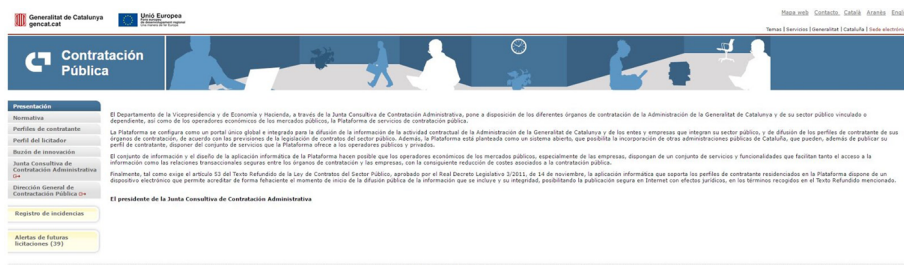 Generalitat de Catalunya
gencat.cat
Unió Europea
Mapa web Contacto Català Aranés
Temas | Servicios | Generalitat | Cataluña | Sede electrónic
Contratación
Pública
Presentación
Normativa
Perfiles de contratante
Perfil del licitador
Buzón de innovación
Junta Consultiva de
Contratación Administrativa
Dirección General de
Contractación Pública
Registro de incidencias
Alertas de futuras
licitaciones (39)
El Departamento de la Vicepresidencia y de Economía y Hacienda, a través de la Junta Consultiva de Contratación Administrativa, pone a disposición de los diferentes órganos de contratación de la Administración de la Generalitat de Catalunya y de su sector público vinculado o
dependiente, así como de los operadores económicos de los mercados públicos, la Plataforma de servicios de contratación pública.
La Plataforma se configura como un portal único global e integrado para la difusión de la información de la actividad contractual de la Administración de la Generalitat de Catalunya y de los entes y empresas que integran su sector público, y de difusión de los perfiles de contratante de sus
órganos de contratación, de acuerdo con las previsiones de la legislación de contratos del sector público. Además, la Plataforma está planteada como un sistema abierto, que posibilita la incorporación de otras administraciones públicas de Cataluña, que pueden, además de publicar su
perfil de contratante, disponer del conjunto de servicios que la Plataforma ofrece a los operadores públicos y privados.
El conjunto de información y el diseño de la aplicación informática de la Plataforma hacen posible que los operadores económicos de los mercados públicos, especialmente de las empresas, dispongan de un conjunto de servicios y funcionalidades que facilitan tanto el acceso a la
información como las relaciones transaccionales seguras entre los órganos de contratación y las empresas, con la consiguiente reducción de costes asociados a la contratación pública.
Finalmente, tal como exige el artículo 53 del Texto Refundido de la Ley de Contratos del Sector Público, aprobado por el Real Decreto Legislativo 3/2011, de 14 de noviembre, la aplicación informática que soporta los perfiles de contratante residenciados en la Plataforma dispone de un
dispositivo electrónico que permite acreditar de forma fehaciente el momento de inicio de la difusión pública de la información que se incluye y su integridad, posibilitando la publicación segura en Internet con efectos jurídicos, en los términos recogidos en el Texto Refundido mencionado.
El presidente de la Junta Consultiva de Contratación Administrativa